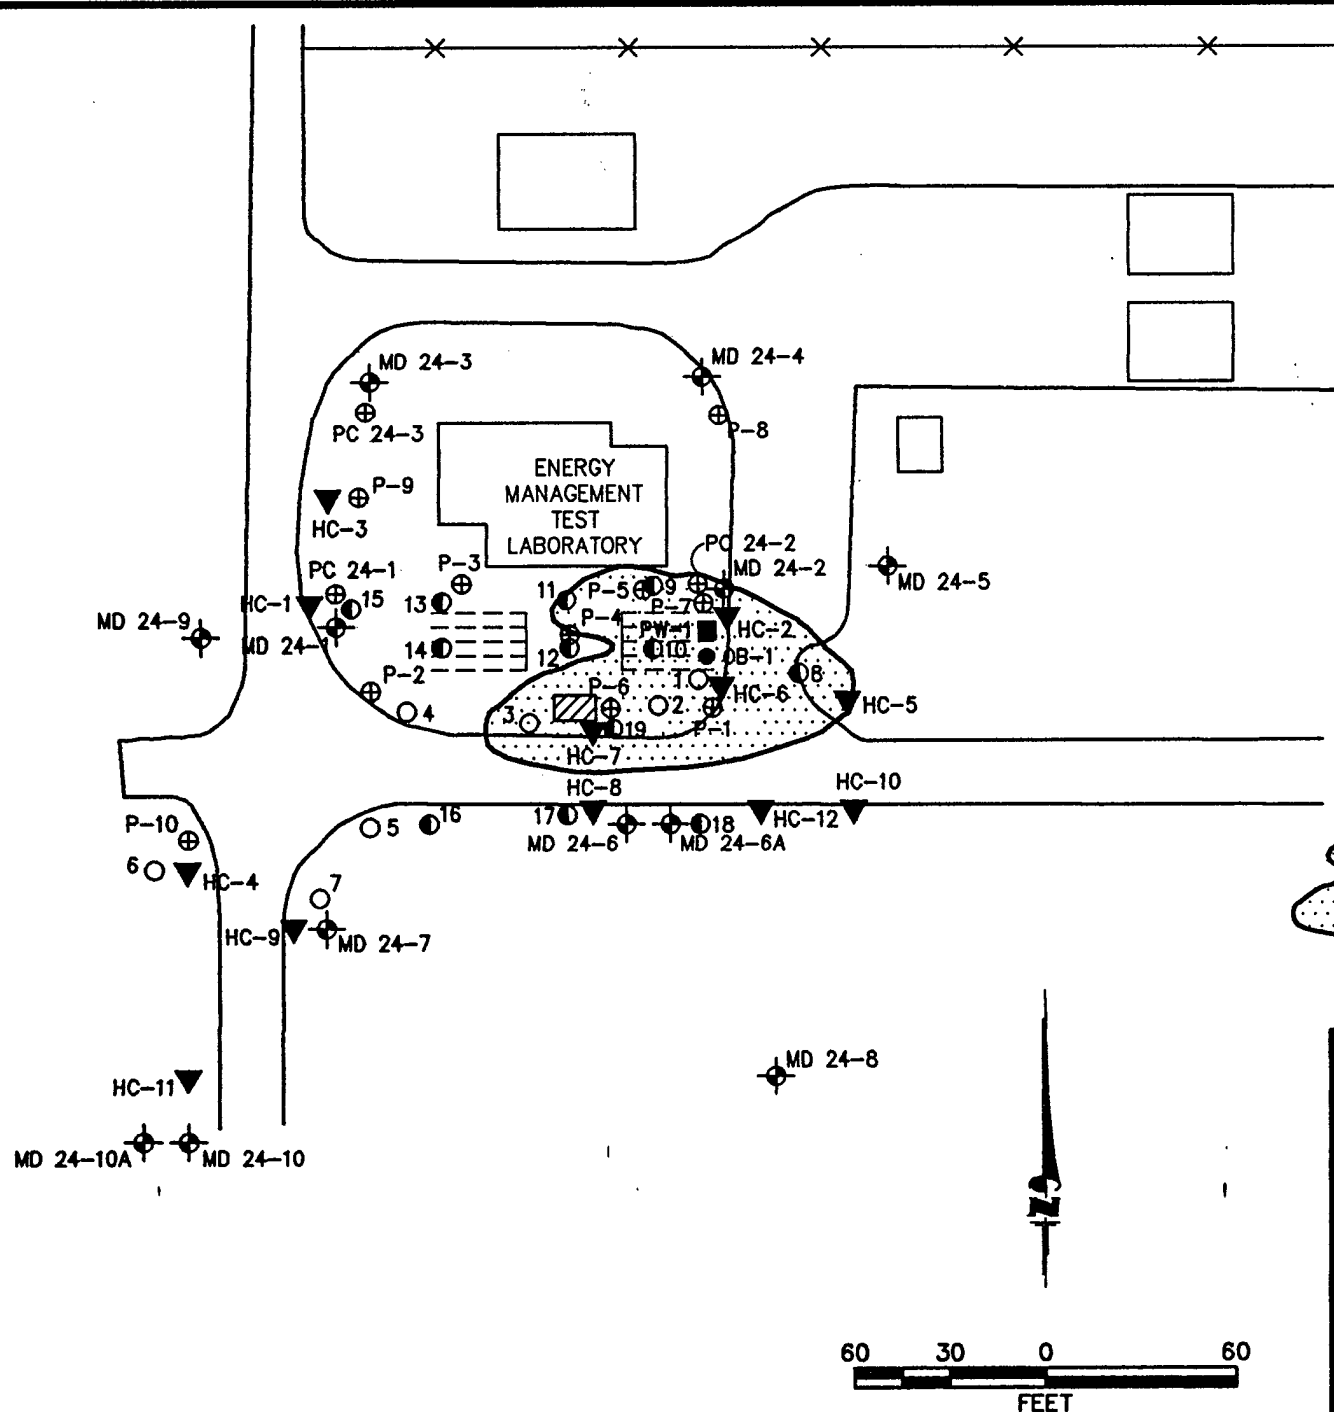 MD 24-3
MD 24-4
PC 24-3
P-8
ENERGY
MANAGEMENT
TEST
LABORATORY
P-9
HC-3
PC 24-2
MD 24-2
MD 24-5
P-3
PC 24-1
HC-1
15
13
11
P-5
9
P-7
MD 24-9
MD 24-1
P-4
PW-1
HC-2
14
12
10
OB-1
P-2
P-6
1
HC-6
8
HC-5
4
3
2
19
P-1
HC-7
HC-8
HC-10
P-10
5
16
17
MD 24-6
MD 24-6A
18
HC-12
6
HC-4
7
HC-9
MD 24-7
MD 24-8
HC-11
MD 24-10A
MD 24-10
N
60 30 0 60
FEET